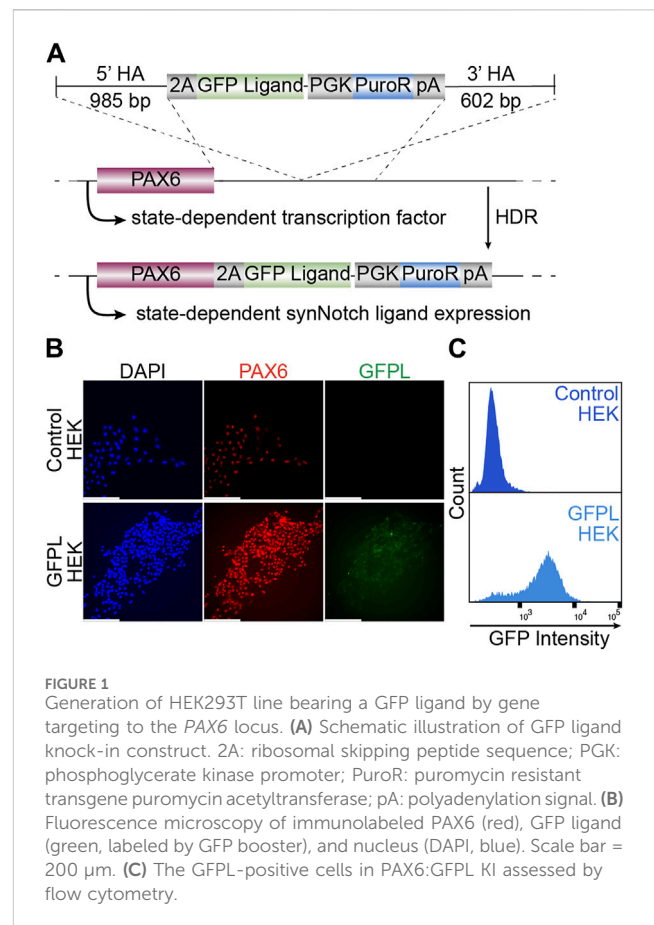 A
5' HA
985 bp
2A GFP Ligand PGK PuroR pA
3' HA
602 bp
PAX6
state-dependent transcription factor
HDR
PAX6 2A GFP Ligand PGK PuroR pA
state-dependent synNotch ligand expression
B
DAPI PAX6 GFPL
Control
HEK
GFPL
HEK
C
Control
HEK
GFPL
HEK
Count
10³ 10⁴ 10⁵
GFP Intensity
FIGURE 1
Generation of HEK293T line bearing a GFP ligand by gene
targeting to the PAX6 locus. (A) Schematic illustration of GFP ligand
knock-in construct. 2A: ribosomal skipping peptide sequence; PGK:
phosphoglycerate kinase promoter; PuroR: puromycin resistant
transgene puromycin acetyltransferase; pA: polyadenylation signal. (B)
Fluorescence microscopy of immunolabeled PAX6 (red), GFP ligand
(green, labeled by GFP booster), and nucleus (DAPI, blue). Scale bar =
200 µm. (C) The GFPL-positive cells in PAX6:GFPL KI assessed by
flow cytometry.